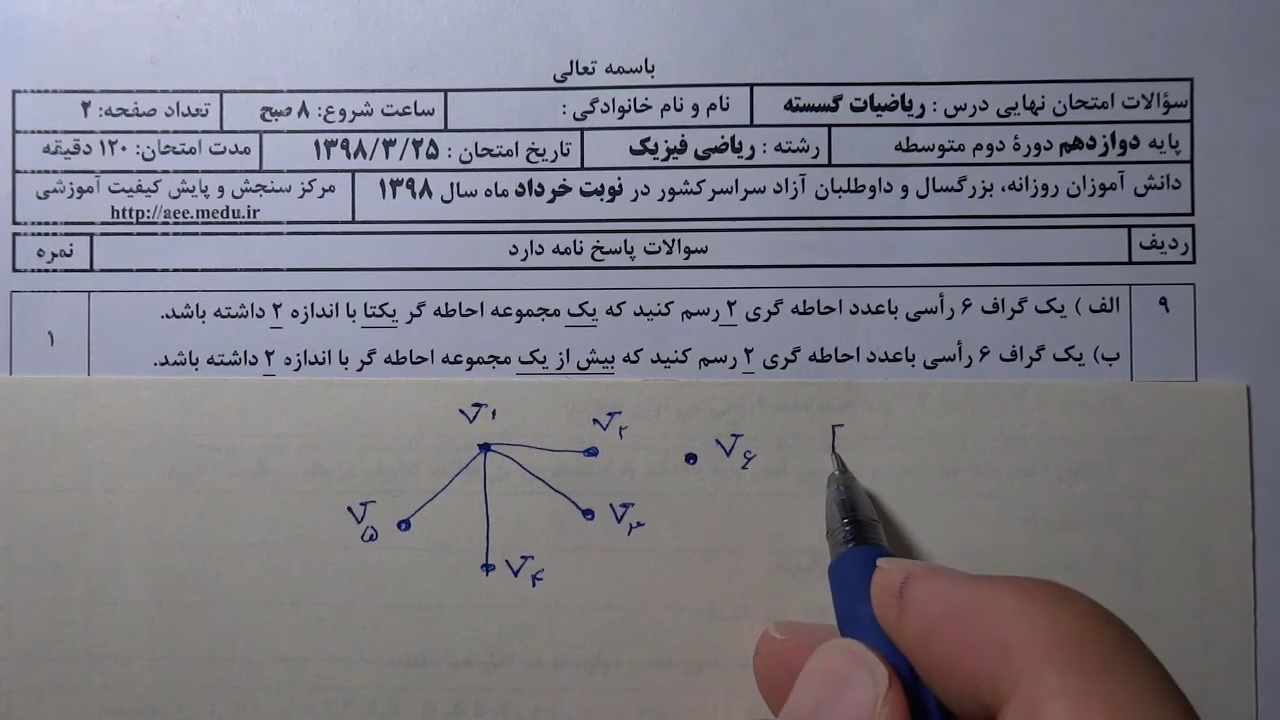 باسمه تعالی
سؤالات امتحان نهایی درس : ریاضیات گسسته
نام و نام خانوادگی :
ساعت شروع: ۸ صبح
تعداد صفحه: ۲
پایه دوازدهم دورهٔ دوم متوسطه
رشته : ریاضی فیزیک
تاریخ امتحان : ۱۳۹۸/۳/۲۵
مدت امتحان: ۱۲۰ دقیقه
دانش آموزان روزانه، بزرگسال و داوطلبان آزاد سراسرکشور در نوبت خرداد ماه سال ۱۳۹۸
مرکز سنجش و پایش کیفیت آموزشی
http://aee.medu.ir
ردیف
سوالات پاسخ نامه دارد
نمره
۹
الف ) یک گراف ۶ رأسی باعدد احاطه گری ۲ رسم کنید که یک مجموعه احاطه گر یکتا با اندازه ۲ داشته باشد.
ب) یک گراف ۶ رأسی باعدد احاطه گری ۲ رسم کنید که بیش از یک مجموعه احاطه گر با اندازه ۲ داشته باشد.
۱
V۱
V۲
V۶
V۵
V۳
V۴